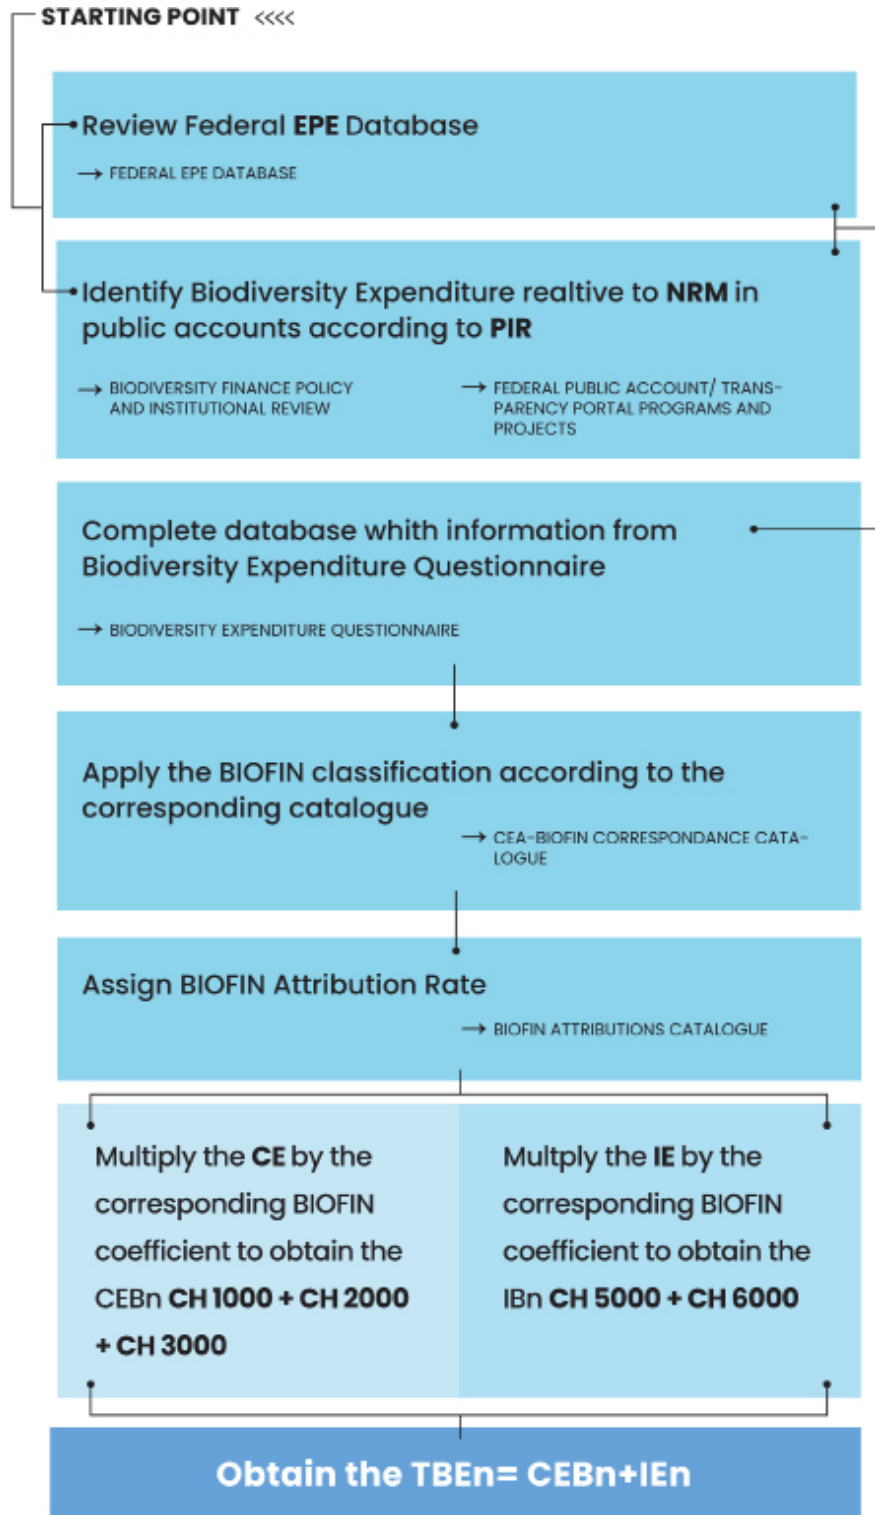 STARTING POINT <<<<
Review Federal EPE Database
→ FEDERAL EPE DATABASE
Identify Biodiversity Expenditure realtive to NRM in
public accounts according to PIR
→ BIODIVERSITY FINANCE POLICY
AND INSTITUTIONAL REVIEW
→ FEDERAL PUBLIC ACCOUNT/ TRANS-
PARENCY PORTAL PROGRAMS AND
PROJECTS
Complete database whith information from
Biodiversity Expenditure Questionnaire
→ BIODIVERSITY EXPENDITURE QUESTIONNAIRE
Apply the BIOFIN classification according to the
corresponding catalogue
→ CEA-BIOFIN CORRESPONDANCE CATA-
LOGUE
Assign BIOFIN Attribution Rate
→ BIOFIN ATTRIBUTIONS CATALOGUE
Multiply the CE by the
corresponding BIOFIN
coefficient to obtain the
CEBn CH 1000 + CH 2000
+ CH 3000
Multply the IE by the
corresponding BIOFIN
coefficient to obtain the
IBn CH 5000 + CH 6000
Obtain the TBEn= CEBn+IEn